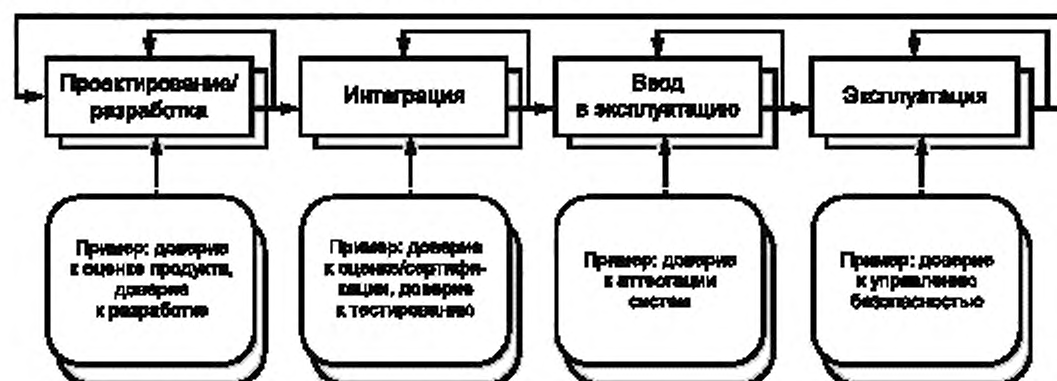 Проектирование/
разработка
Интеграция
Ввод
в эксплуатацию
Эксплуатация
Пример: доверие
к оценке продукта,
доверие
к разработке
Пример: доверие
к оценке/сертифи-
кации, доверие
к тестированию
Пример: доверие
к аттестации
систем
Пример: доверие
к управлению
безопасностью